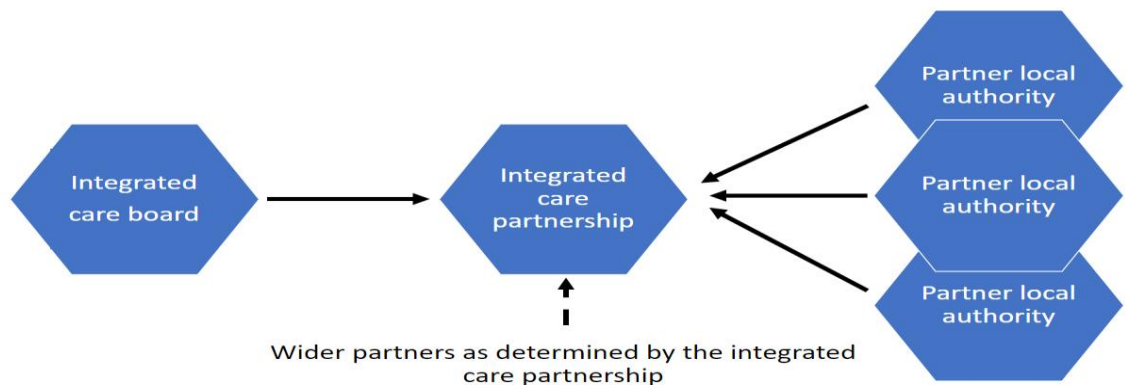 Integrated
care board
Integrated
care
partnership
Partner local
authority
Partner local
authority
Partner local
authority
Wider partners as determined by the integrated
care partnership